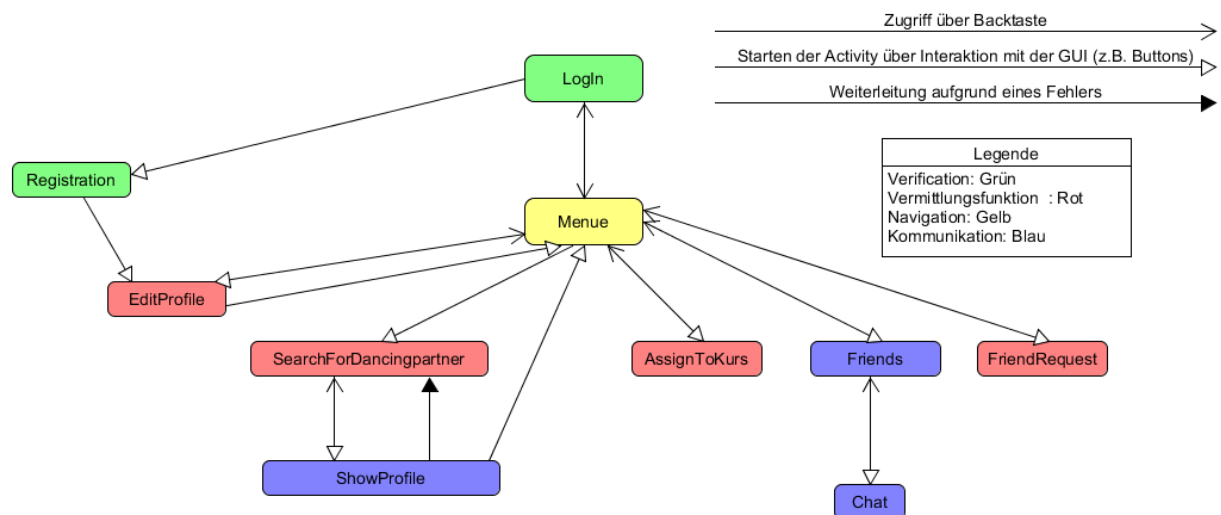 Zugriff über Backtaste
Starten der Activity über Interaktion mit der GUI (z.B. Buttons)
Weiterleitung aufgrund eines Fehlers
LogIn
Legende
Verification: Grün
Vermittlungsfunktion : Rot
Navigation: Gelb
Kommunikation: Blau
Registration
Menue
EditProfile
SearchForDancingpartner
AssignToKurs
Friends
FriendRequest
ShowProfile
Chat